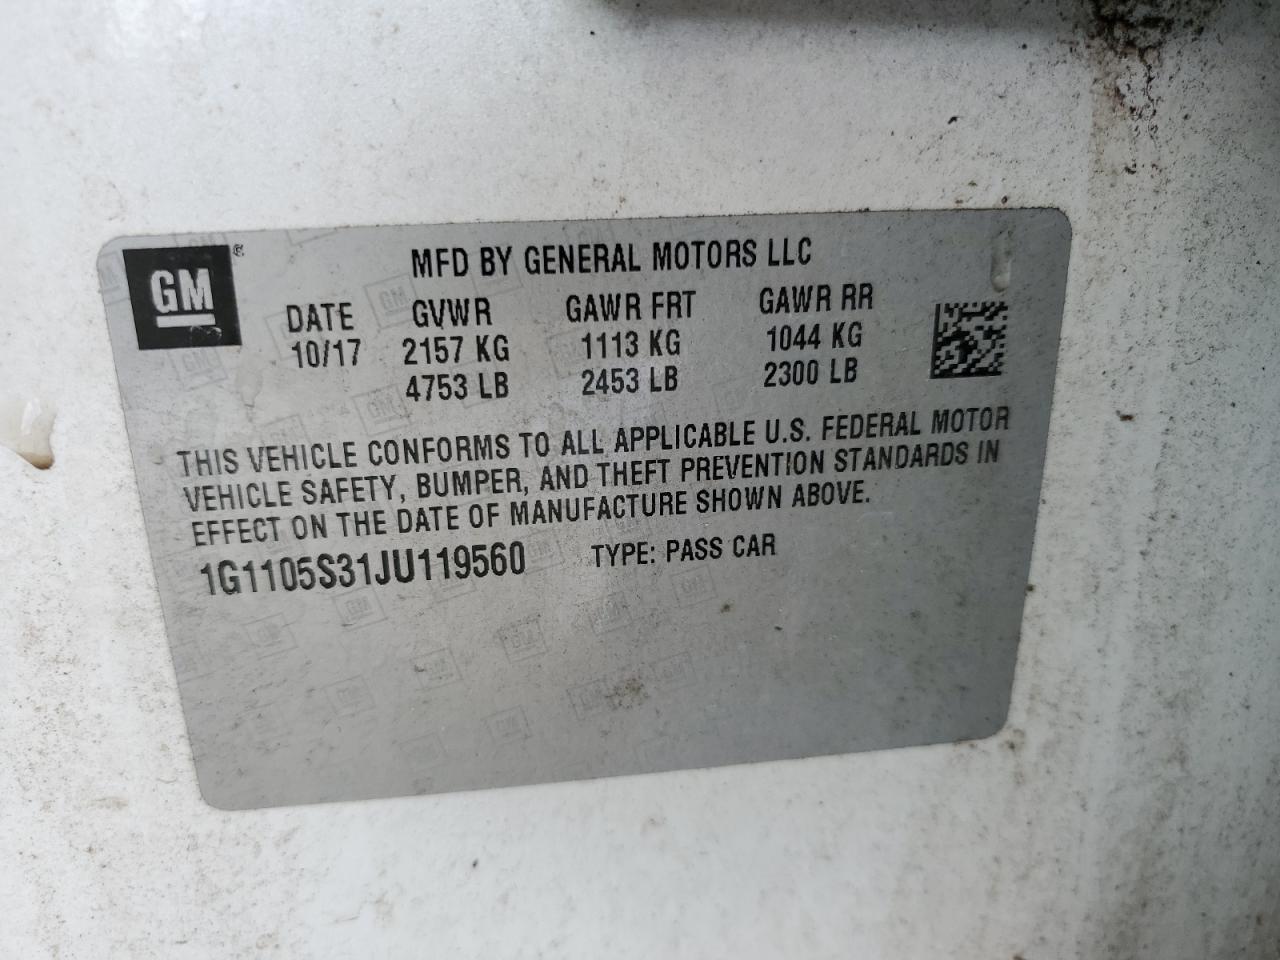 GM ®
MFD BY GENERAL MOTORS LLC
DATE GVWR GAWR FRT GAWR RR
10/17 2157 KG 1113 KG 1044 KG
4753 LB 2453 LB 2300 LB
THIS VEHICLE CONFORMS TO ALL APPLICABLE U.S. FEDERAL MOTOR
VEHICLE SAFETY, BUMPER, AND THEFT PREVENTION STANDARDS IN
EFFECT ON THE DATE OF MANUFACTURE SHOWN ABOVE.
1G1105S31JU119560 TYPE: PASS CAR